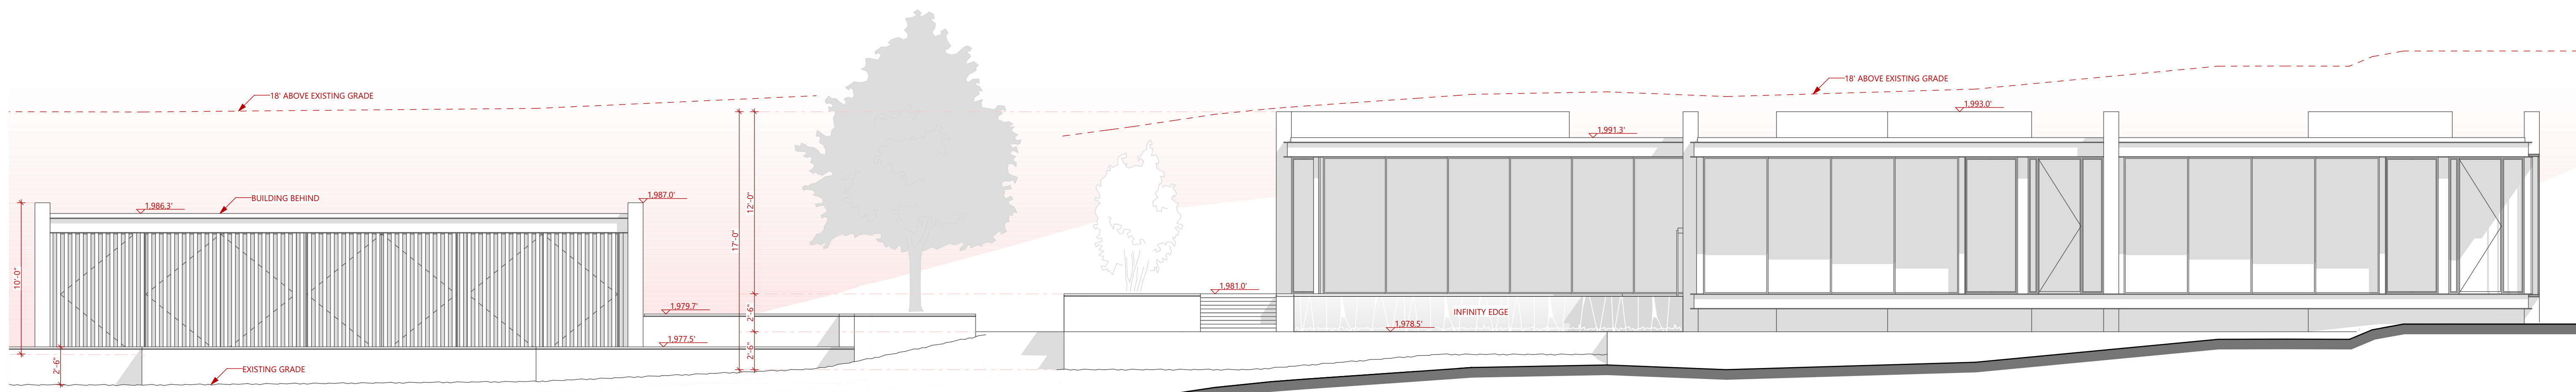 18' ABOVE EXISTING GRADE
18' ABOVE EXISTING GRADE
1,993.0'
1,991.3'
BUILDING BEHIND
1,987.0'
1,986.3'
12'-0"
17'-0"
10'-0"
1,981.0'
1,979.7'
2'-6"
INFINITY EDGE
1,978.5'
1,977.5'
2'-6"
2'-6"
EXISTING GRADE